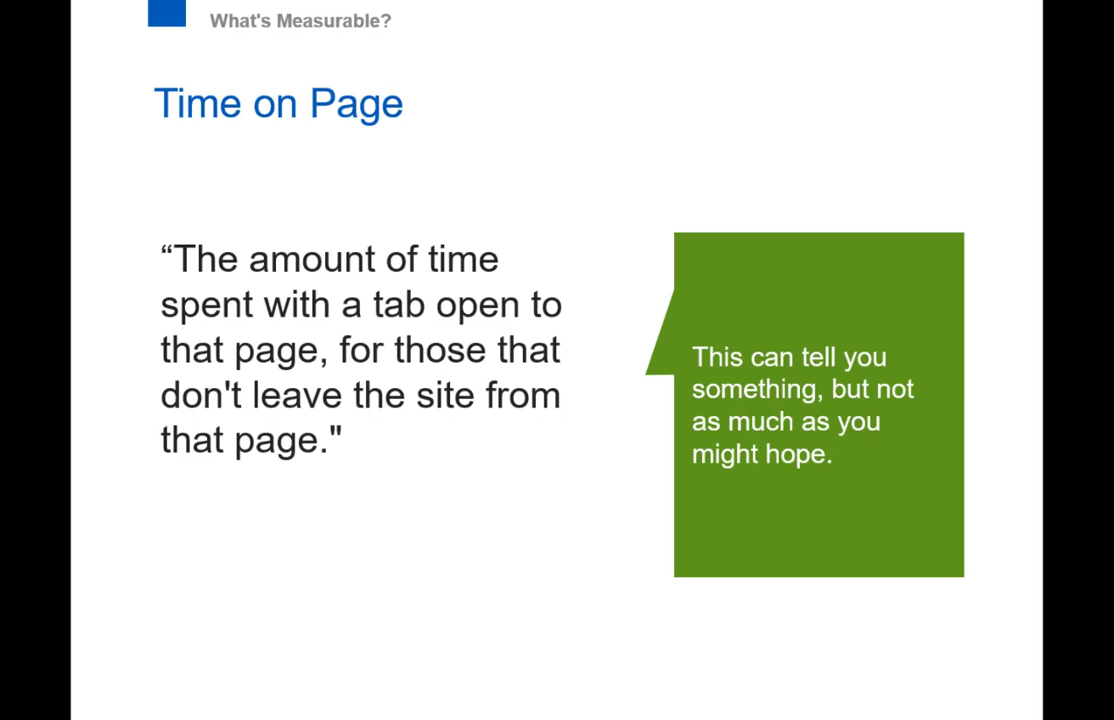 What's Measurable?
Time on Page
“The amount of time
spent with a tab open to
that page, for those that
don't leave the site from
that page."
This can tell you
something, but not
as much as you
might hope.